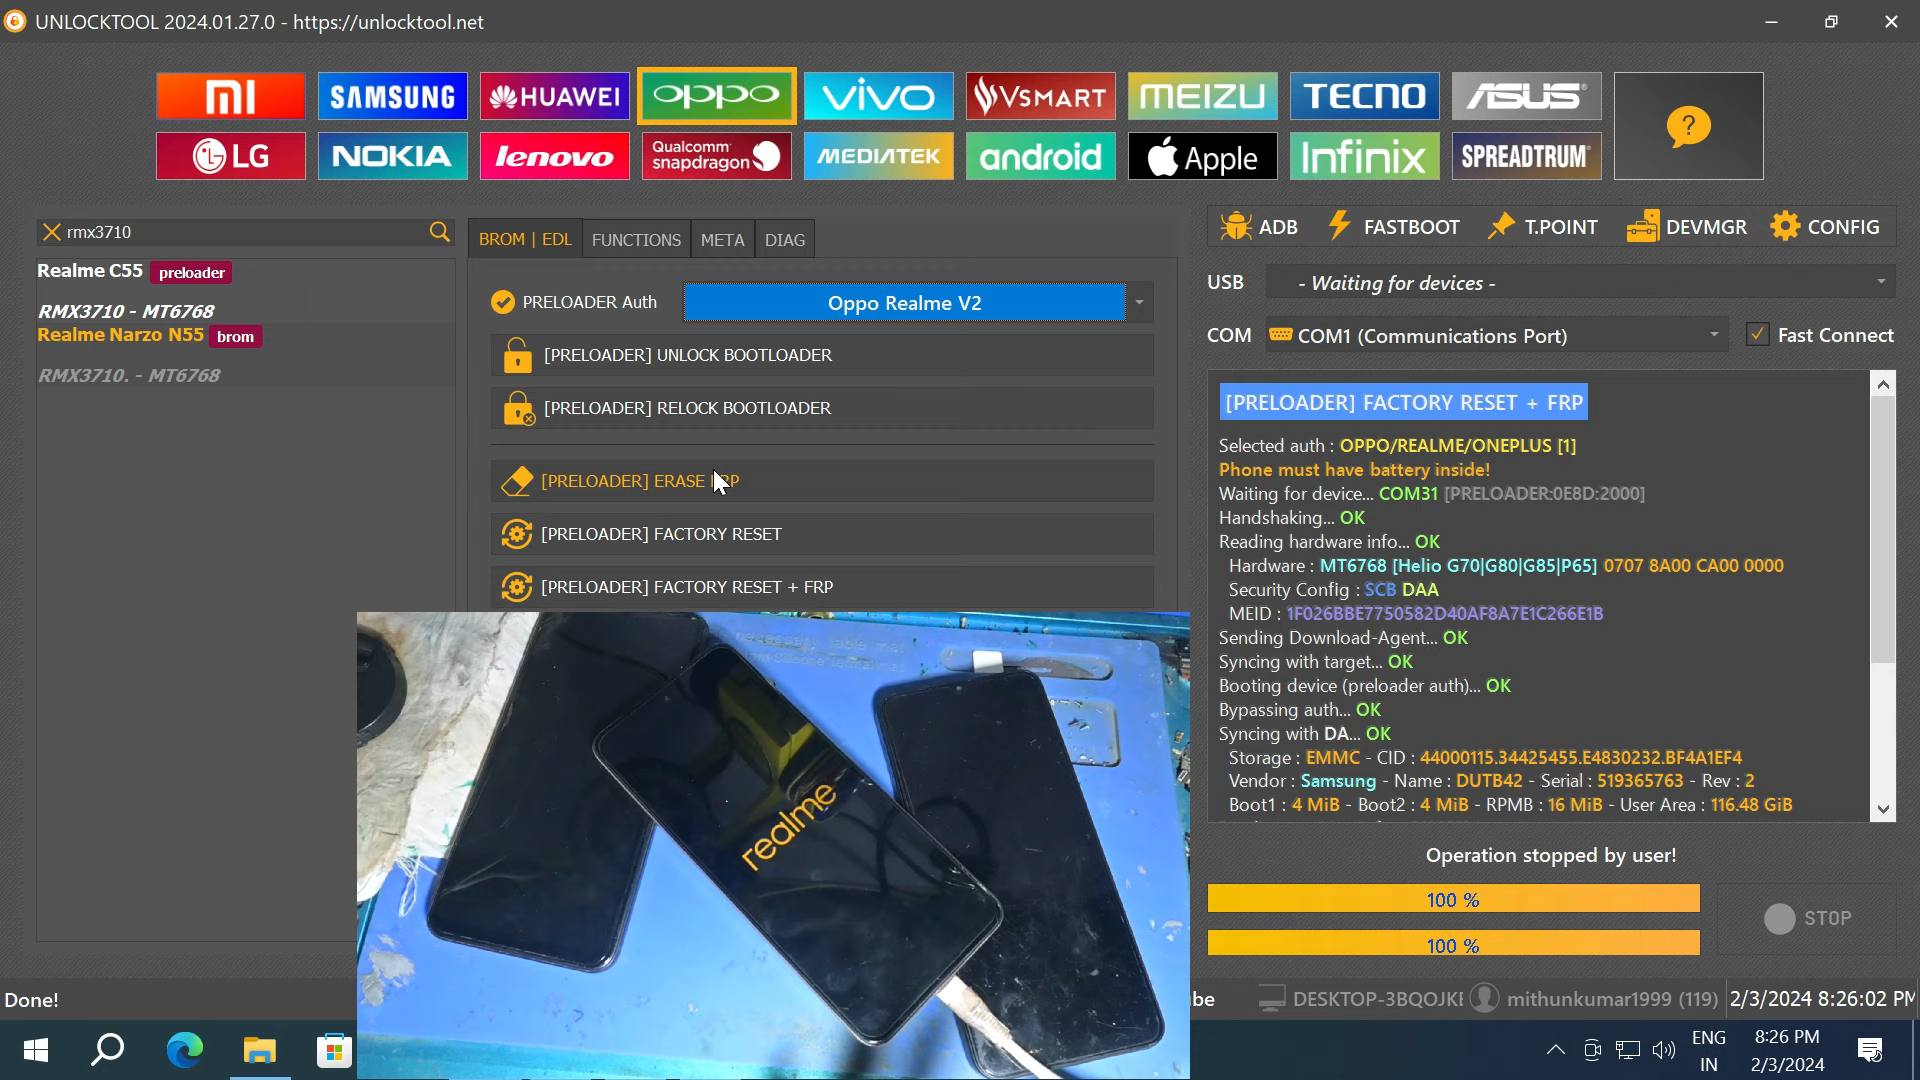 UNLOCKTOOL 2024.01.27.0 - https://unlocktool.net
mi SAMSUNG HUAWEI oppo vivo VSMART MEIZU TECNO ASUS ?
LG NOKIA lenovo Qualcomm snapdragon MEDIATEK android Apple Infinix SPREADTRUM
rmx3710
Realme C55 preloader
RMX3710 - MT6768
Realme Narzo N55 brom
RMX3710. - MT6768
BROM | EDL FUNCTIONS META DIAG
PRELOADER Auth Oppo Realme V2
[PRELOADER] UNLOCK BOOTLOADER
[PRELOADER] RELOCK BOOTLOADER
[PRELOADER] ERASE FRP
[PRELOADER] FACTORY RESET
[PRELOADER] FACTORY RESET + FRP
realme
ADB FASTBOOT T.POINT DEVMGR CONFIG
USB - Waiting for devices -
COM COM1 (Communications Port) Fast Connect
[PRELOADER] FACTORY RESET + FRP
Selected auth : OPPO/REALME/ONEPLUS [1]
Phone must have battery inside!
Waiting for device... COM31 [PRELOADER:0E8D:2000]
Handshaking... OK
Reading hardware info... OK
Hardware : MT6768 [Helio G70|G80|G85|P65] 0707 8A00 CA00 0000
Security Config : SCB DAA
MEID : 1F026BBE7750582D40AF8A7E1C266E1B
Sending Download-Agent... OK
Syncing with target... OK
Booting device (preloader auth)... OK
Bypassing auth... OK
Syncing with DA... OK
Storage : EMMC - CID : 44000115.34425455.E4830232.BF4A1EF4
Vendor : Samsung - Name : DUTB42 - Serial : 519365763 - Rev : 2
Boot1 : 4 MiB - Boot2 : 4 MiB - RPMB : 16 MiB - User Area : 116.48 GiB
Operation stopped by user!
100 %
100 %
STOP
Done! be DESKTOP-3BQOJKI mithunkumar1999 (119) 2/3/2024 8:26:02 PM
ENG
IN
8:26 PM
2/3/2024